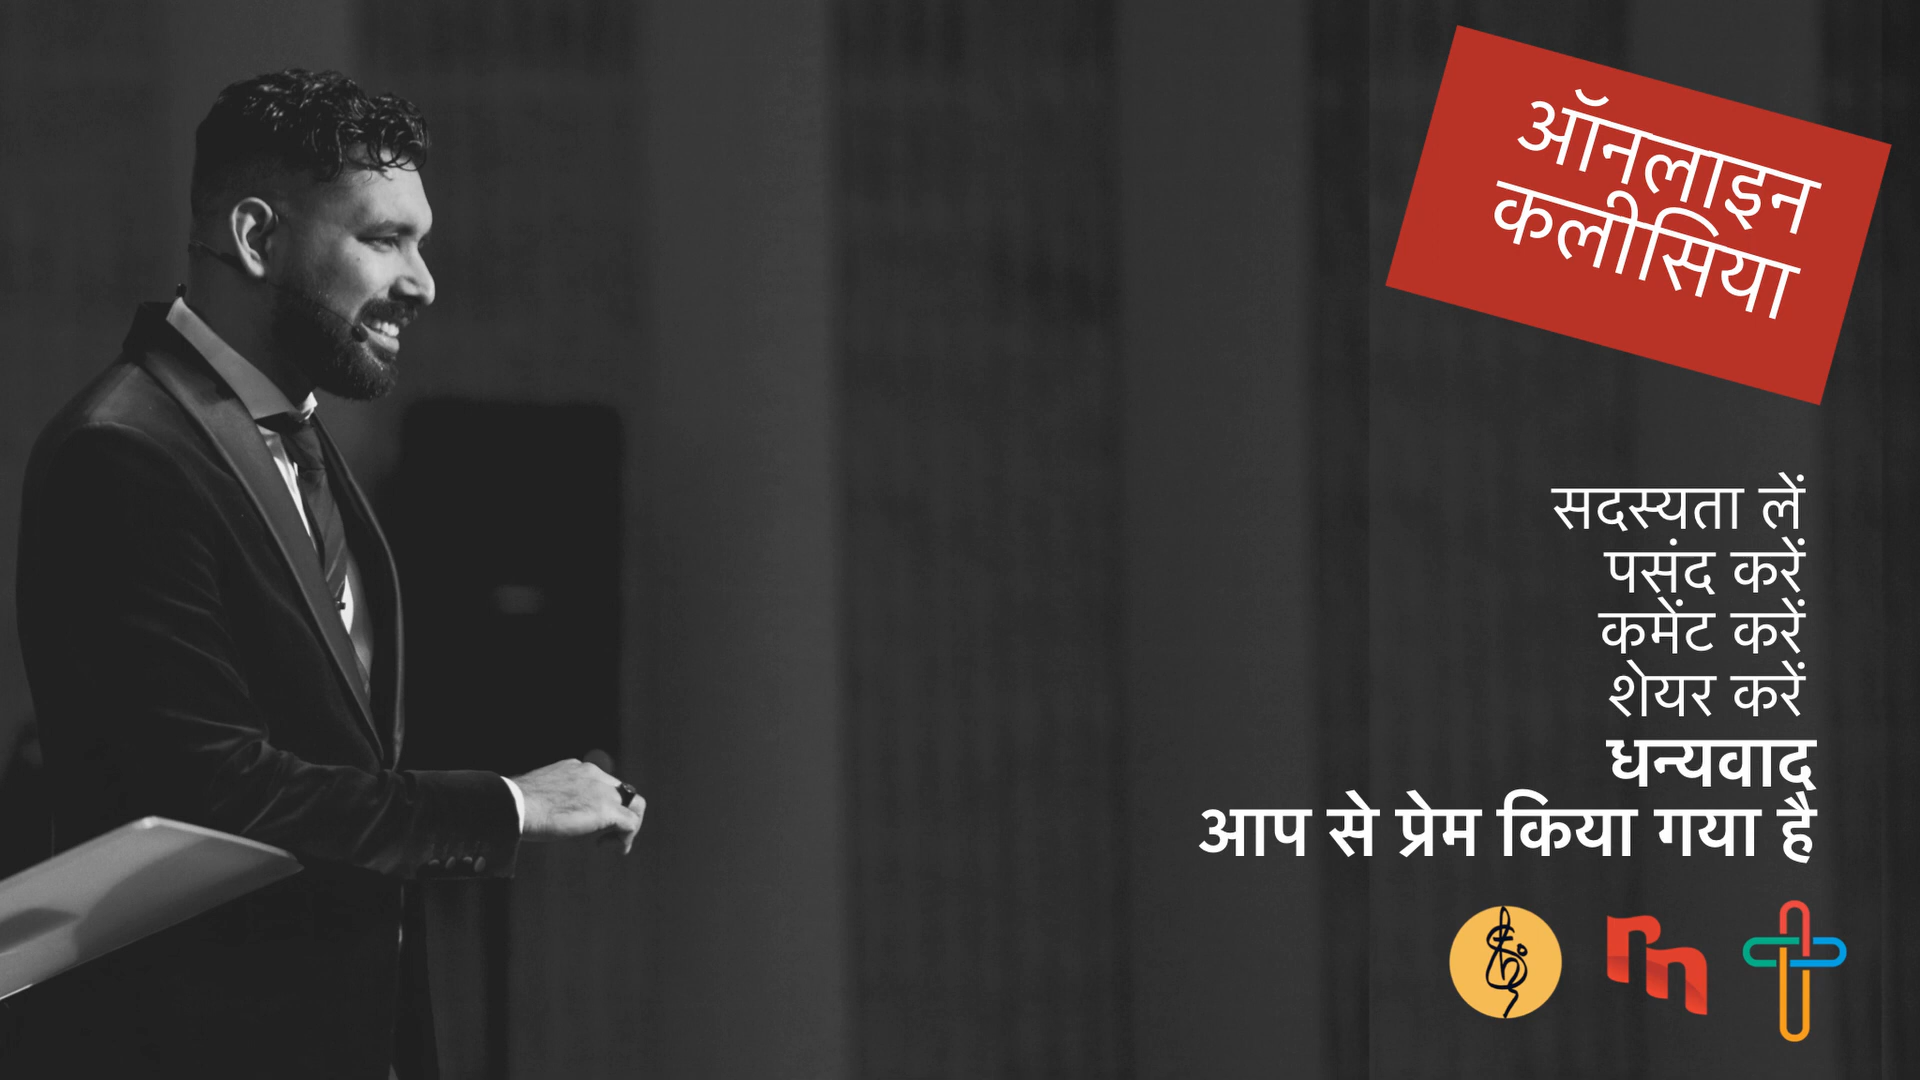 ऑनलाइन
कलीसिया
सदस्यता लें
पसंद करें
कमेंट करें
शेयर करें
धन्यवाद
आप से प्रेम किया गया है